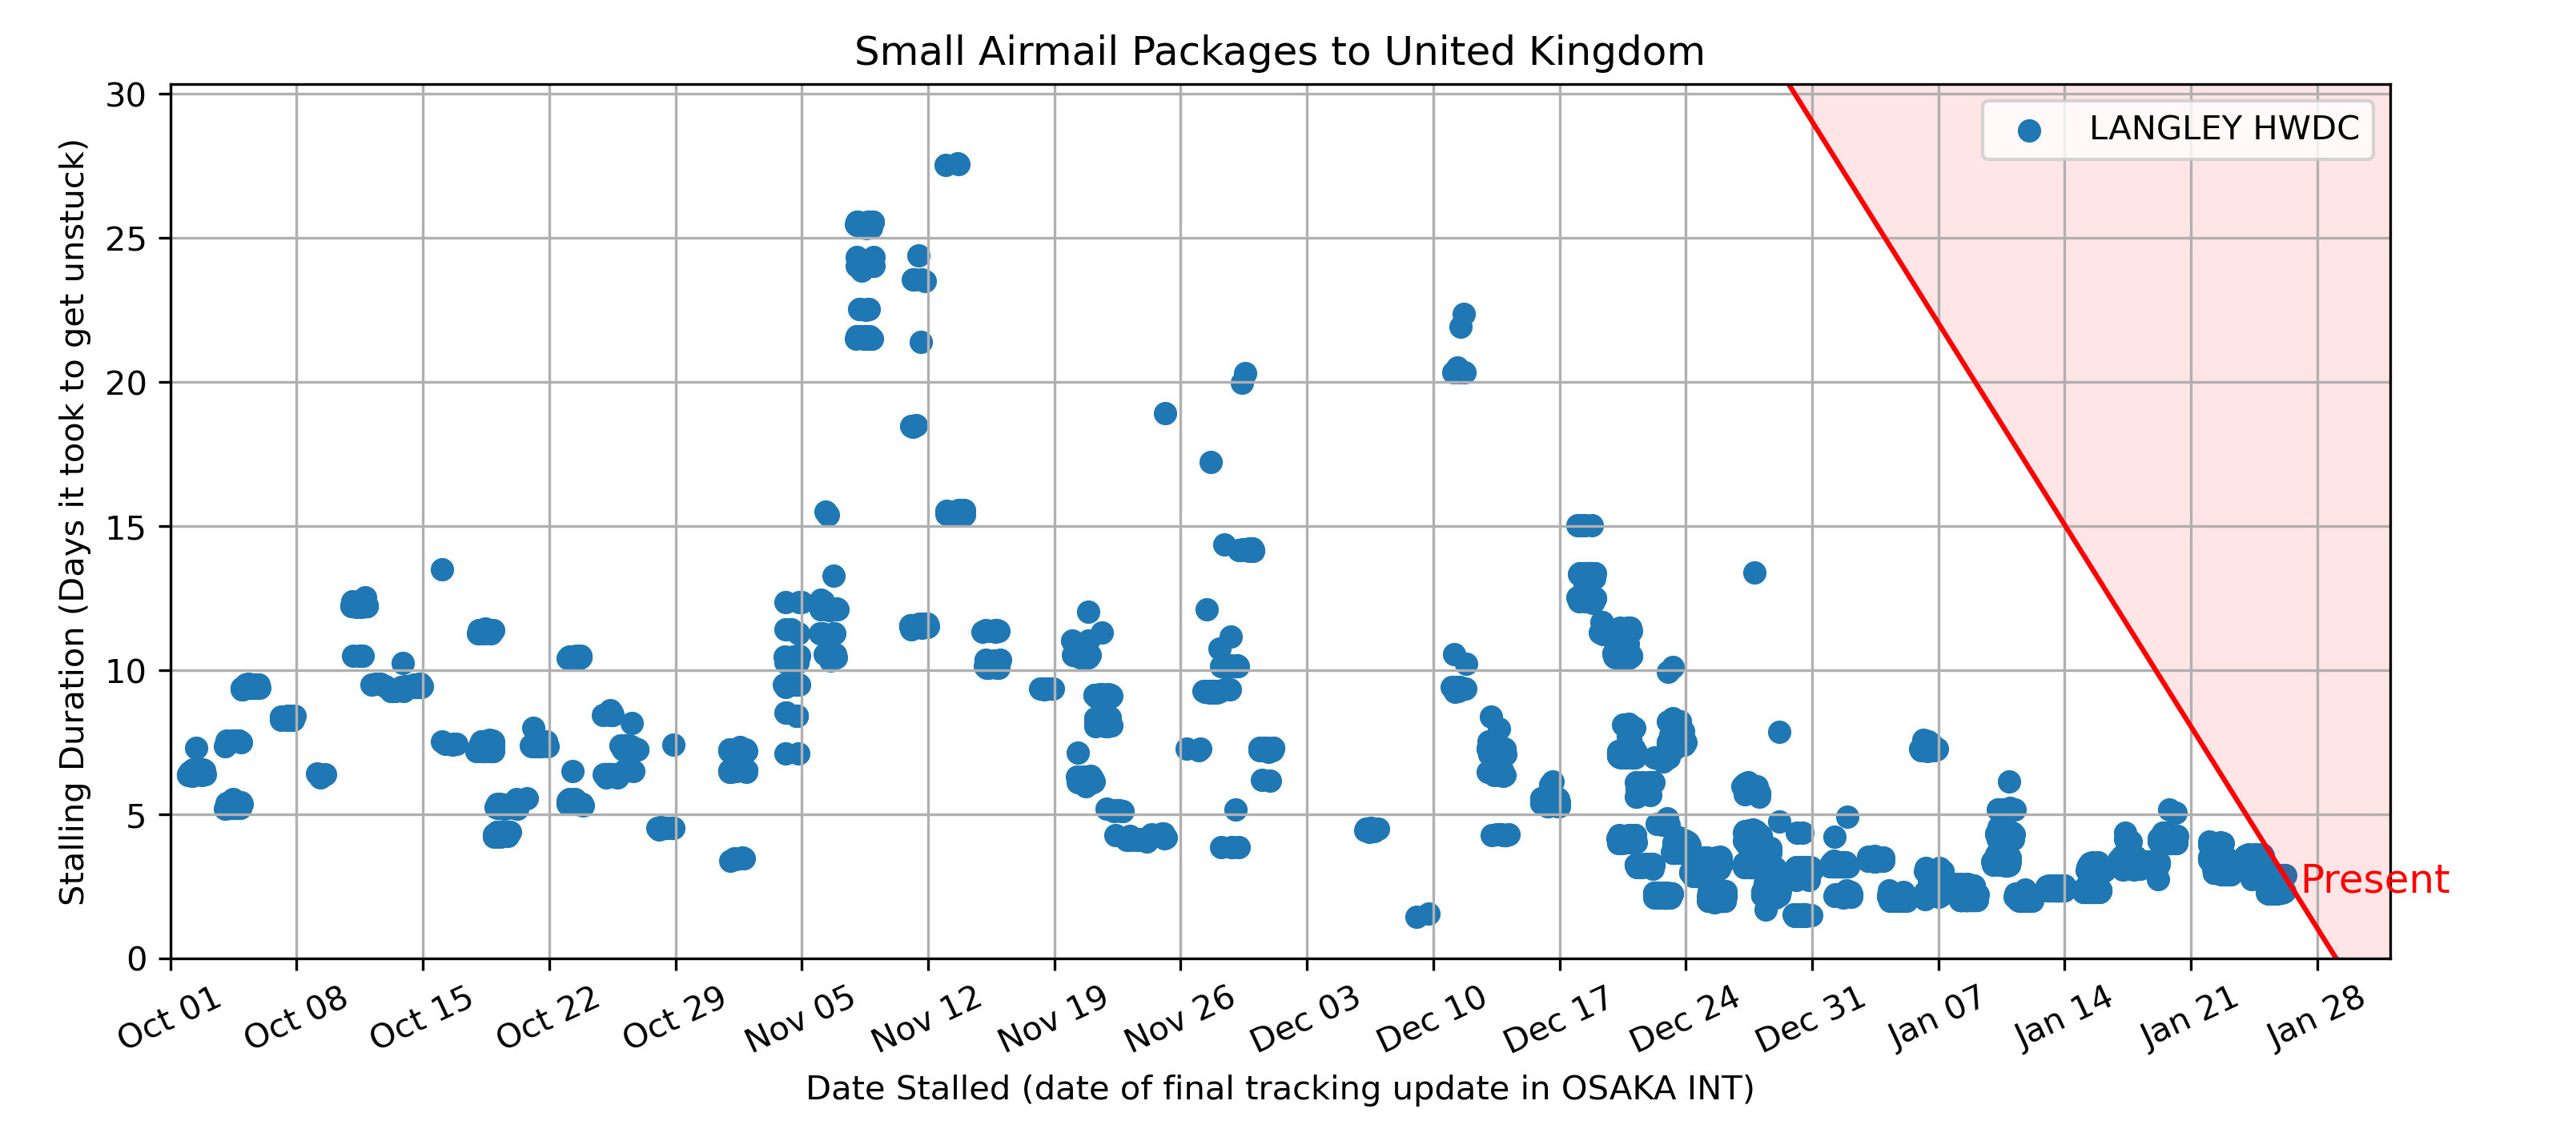 Small Airmail Packages to United Kingdom
Stalling Duration (Days it took to get unstuck)
30
25
20
15
10
5
0
LANGLEY HWDC
Present
Oct 01
Oct 08
Oct 15
Oct 22
Oct 29
Nov 05
Nov 12
Nov 19
Nov 26
Dec 03
Dec 10
Dec 17
Dec 24
Dec 31
Jan 07
Jan 14
Jan 21
Jan 28
Date Stalled (date of final tracking update in OSAKA INT)